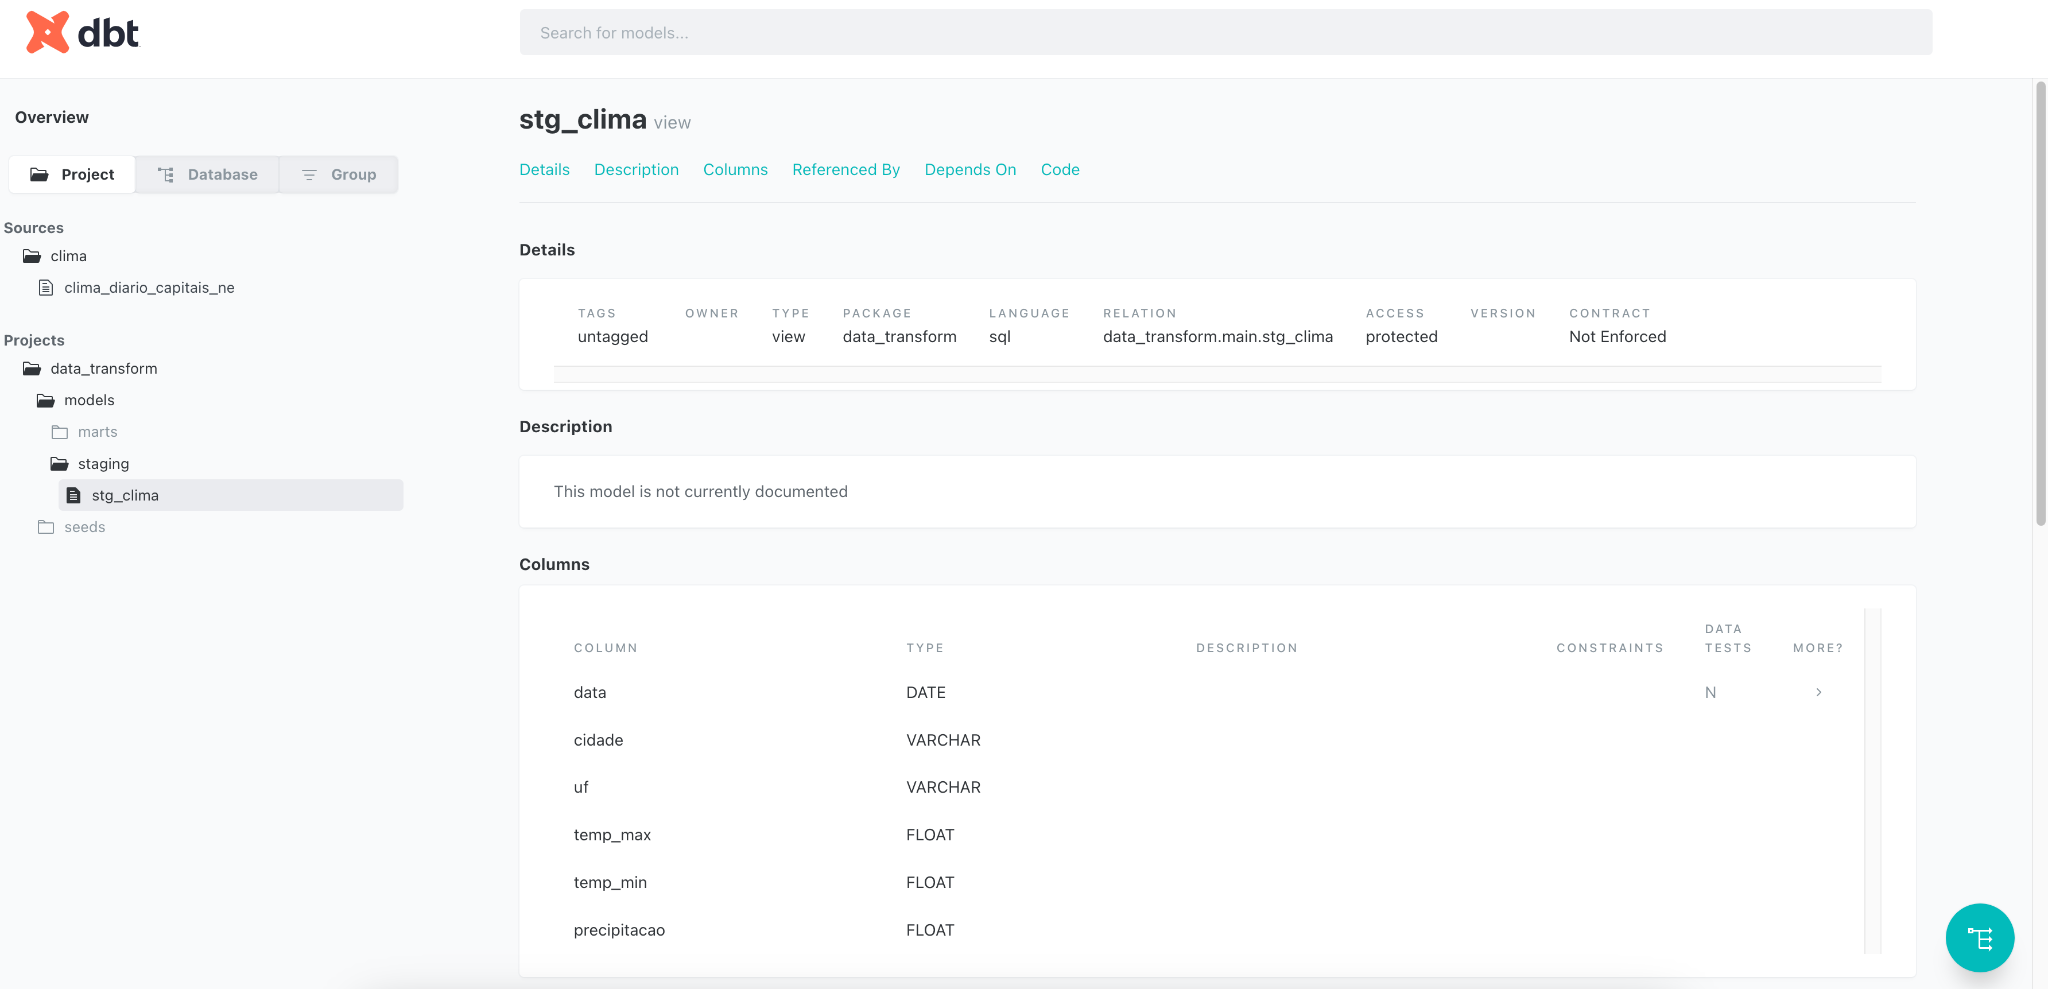 dbt
Search for models...
Overview
Project Database Group
Sources
clima
clima_diario_capitais_ne
Projects
data_transform
models
marts
staging
stg_clima
seeds
stg_clima view
Details Description Columns Referenced By Depends On Code
Details
TAGS OWNER TYPE PACKAGE LANGUAGE RELATION ACCESS VERSION CONTRACT
untagged view data_transform sql data_transform.main.stg_clima protected Not Enforced
Description
This model is not currently documented
Columns
COLUMN TYPE DESCRIPTION CONSTRAINTS DATA TESTS MORE?
data DATE N
cidade VARCHAR
uf VARCHAR
temp_max FLOAT
temp_min FLOAT
precipitacao FLOAT